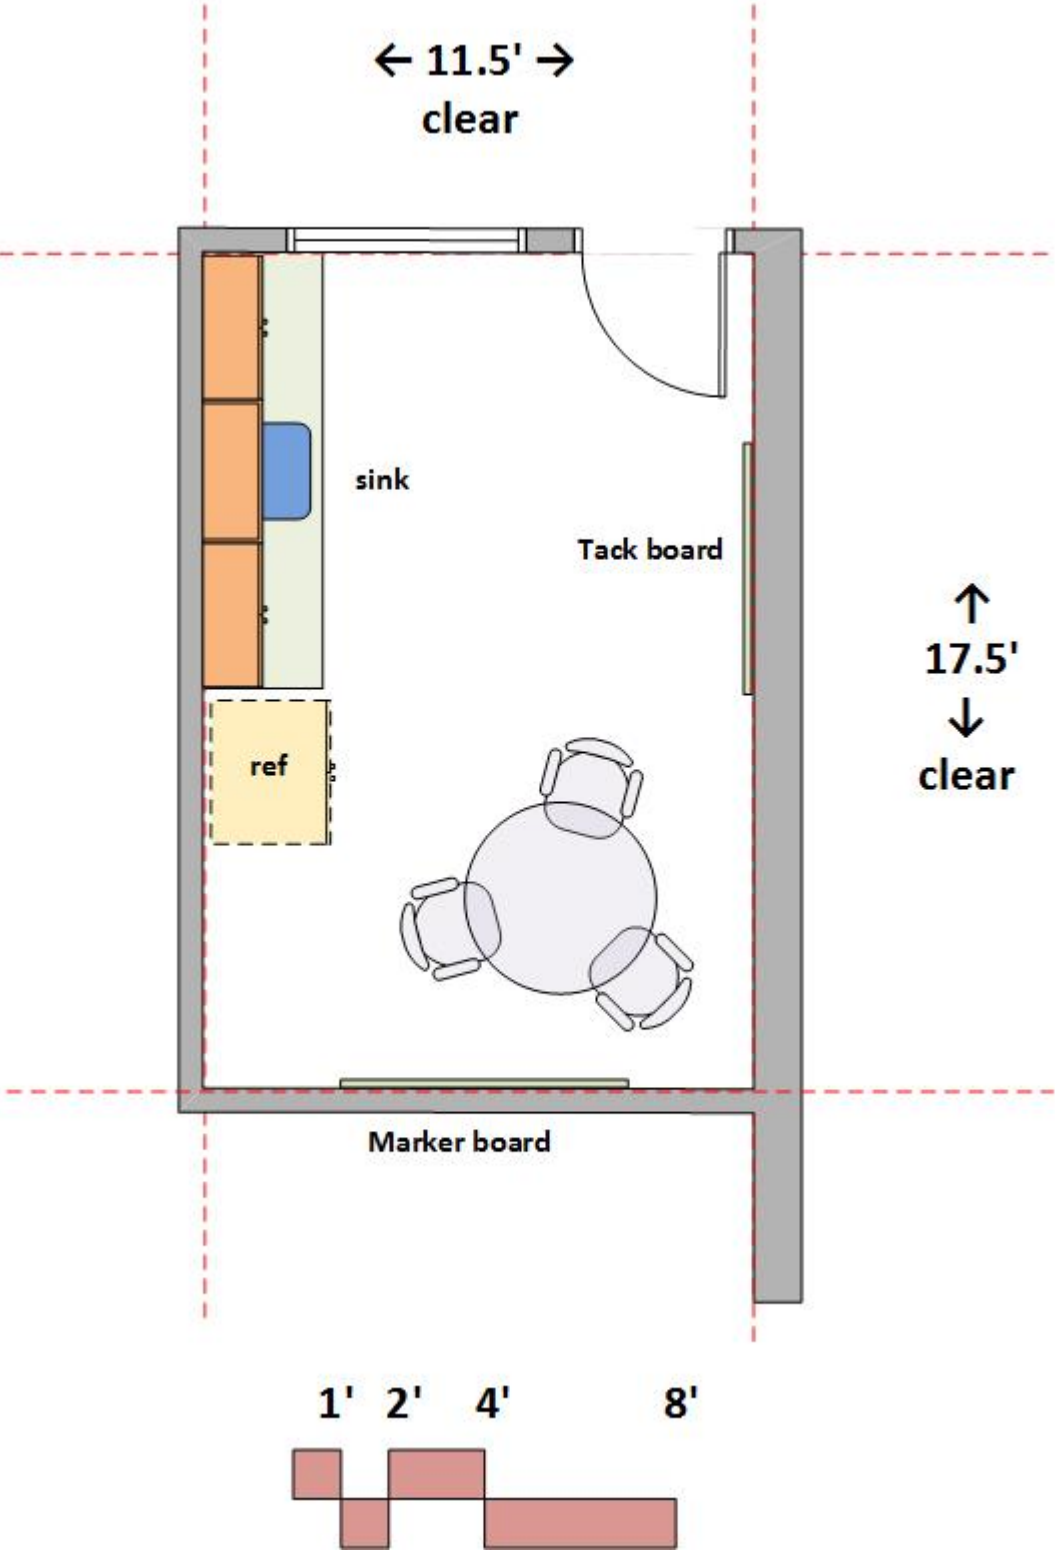 ← 11.5' →
clear
sink
Tack board
↑
17.5'
↓
clear
ref
Marker board
1' 2' 4' 8'